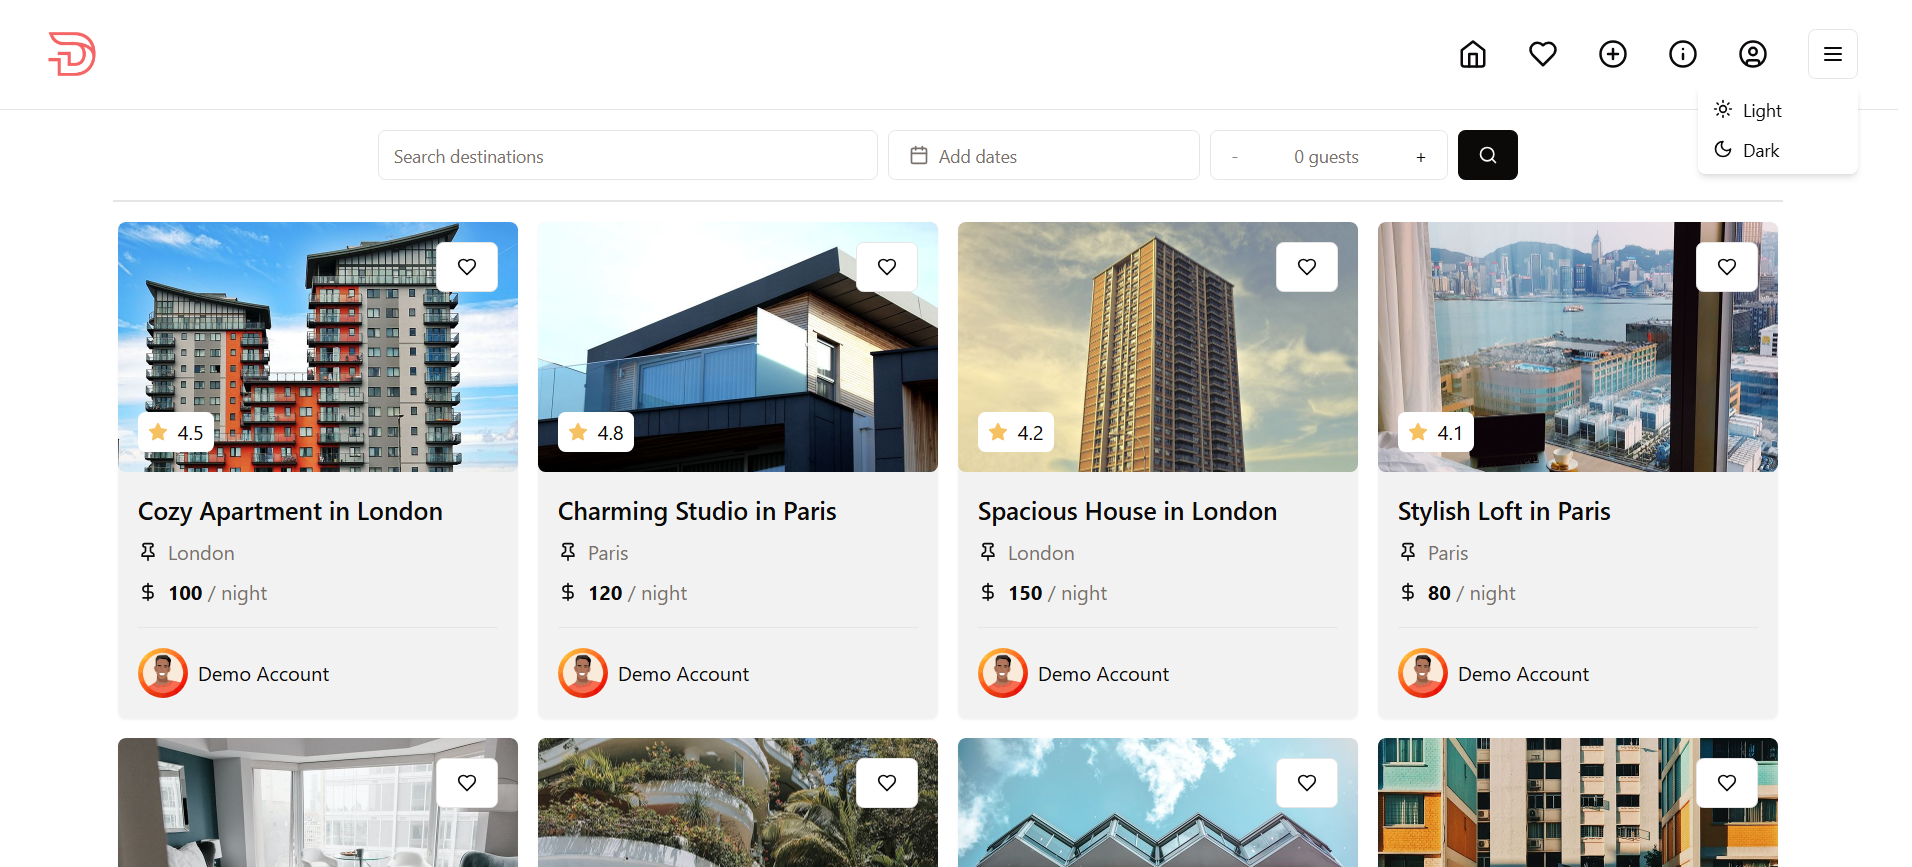 Light
Dark
Search destinations
Add dates
- 0 guests +
4.5
4.8
4.2
4.1
Cozy Apartment in London
London
$ 100 / night
Demo Account
Charming Studio in Paris
Paris
$ 120 / night
Demo Account
Spacious House in London
London
$ 150 / night
Demo Account
Stylish Loft in Paris
Paris
$ 80 / night
Demo Account